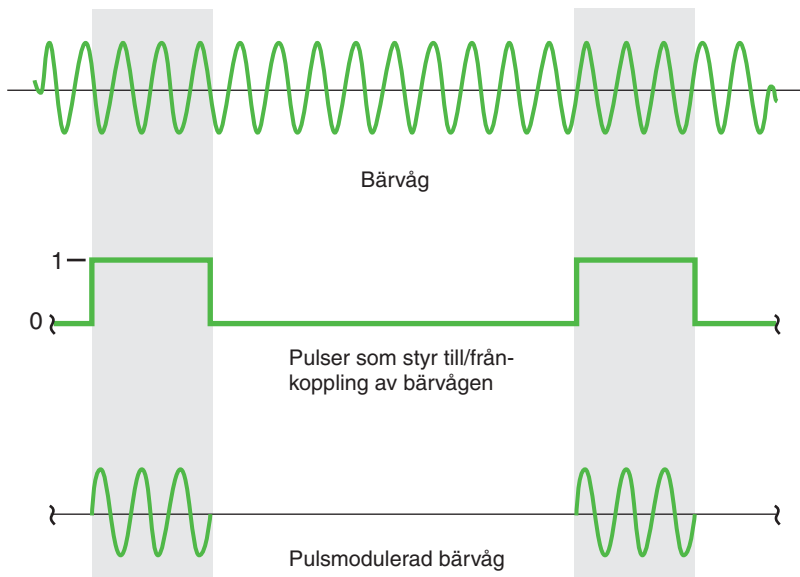 Bärvåg
1
0
Pulser som styr till/från-
koppling av bärvågen
Pulsmodulerad bärvåg